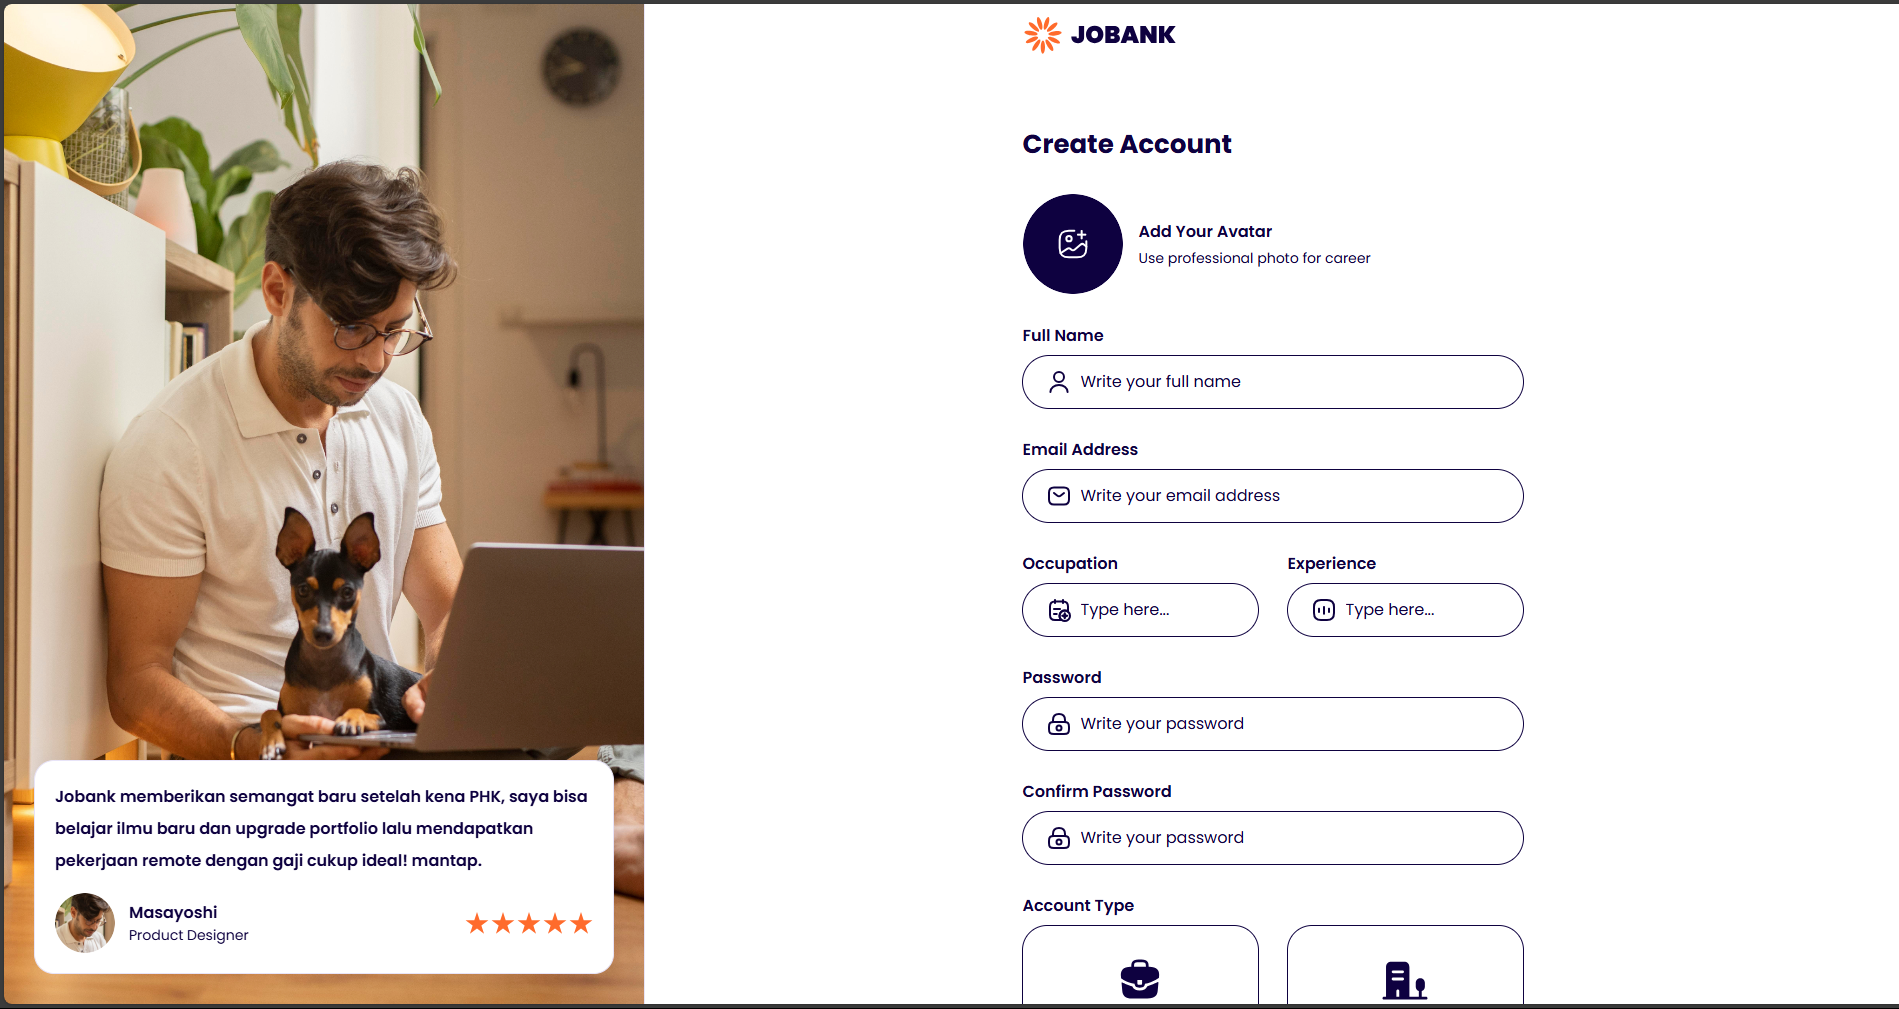 JOBANK
Create Account
Add Your Avatar
Use professional photo for career
Full Name
Write your full name
Email Address
Write your email address
Occupation
Experience
Type here...
Type here...
Password
Write your password
Confirm Password
Write your password
Account Type
Jobank memberikan semangat baru setelah kena PHK, saya bisa
belajar ilmu baru dan upgrade portfolio lalu mendapatkan
pekerjaan remote dengan gaji cukup ideal! mantap.
Masayoshi
Product Designer